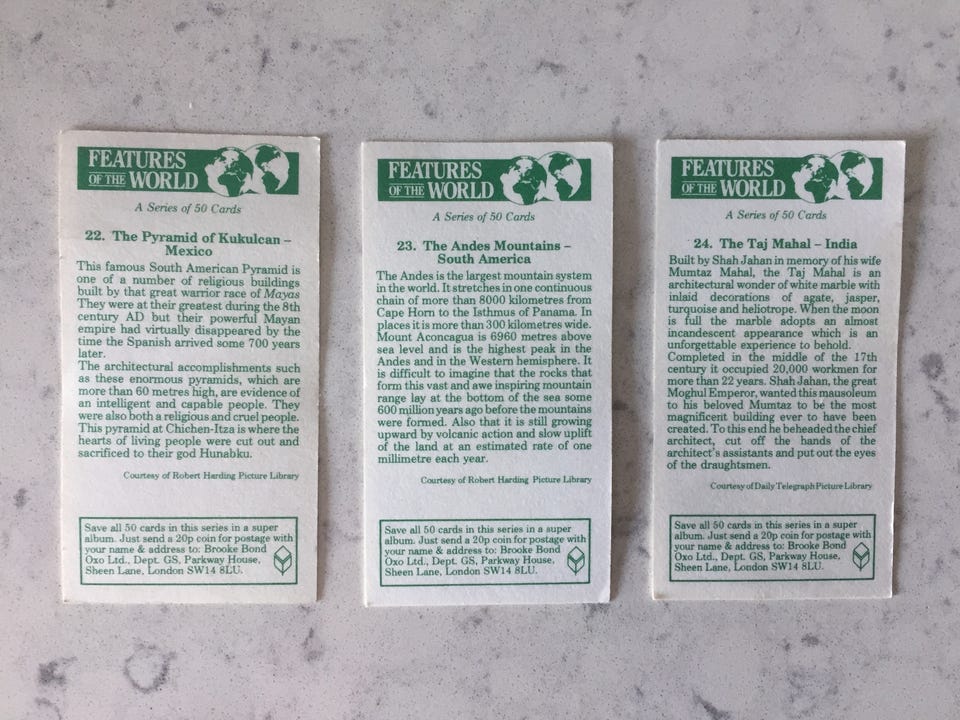 FEATURES
OF THE WORLD
A Series of 50 Cards
22. The Pyramid of Kukulcan –
Mexico
This famous South American Pyramid is
one of a number of religious buildings
built by that great warrior race of Mayas
They were at their greatest during the 8th
century AD but their powerful Mayan
empire had virtually disappeared by the
time the Spanish arrived some 700 years
later.
The architectural accomplishments such
as these enormous pyramids, which are
more than 60 metres high, are evidence of
an intelligent and capable people. They
were also both a religious and cruel people.
This pyramid at Chichen-Itza is where the
hearts of living people were cut out and
sacrificed to their god Hunabku.
Courtesy of Robert Harding Picture Library
Save all 50 cards in this series in a super
album. Just send a 20p coin for postage with
your name & address to: Brooke Bond
Oxo Ltd., Dept. GS, Parkway House,
Sheen Lane, London SW14 8LU.
FEATURES
OF THE WORLD
A Series of 50 Cards
23. The Andes Mountains –
South America
The Andes is the largest mountain system
in the world. It stretches in one continuous
chain of more than 8000 kilometres from
Cape Horn to the Isthmus of Panama. In
places it is more than 300 kilometres wide.
Mount Aconcagua is 6960 metres above
sea level and is the highest peak in the
Andes and in the Western hemisphere. It
is difficult to imagine that the rocks that
form this vast and awe inspiring mountain
range lay at the bottom of the sea some
600 million years ago before the mountains
were formed. Also that it is still growing
upward by volcanic action and slow uplift
of the land at an estimated rate of one
millimetre each year.
Courtesy of Robert Harding Picture Library
Save all 50 cards in this series in a super
album. Just send a 20p coin for postage with
your name & address to: Brooke Bond
Oxo Ltd., Dept. GS, Parkway House,
Sheen Lane, London SW14 8LU.
FEATURES
OF THE WORLD
A Series of 50 Cards
24. The Taj Mahal – India
Built by Shah Jahan in memory of his wife
Mumtaz Mahal, the Taj Mahal is an
architectural wonder of white marble with
inlaid decorations of agate, jasper,
turquoise and heliotrope. When the moon
is full the marble adopts an almost
incandescent appearance which is an
unforgettable experience to behold.
Completed in the middle of the 17th
century it occupied 20,000 workmen for
more than 22 years. Shah Jahan, the great
Moghul Emperor, wanted this mausoleum
to his beloved Mumtaz to be the most
magnificent building ever to have been
created. To this end he beheaded the chief
architect, cut off the hands of the
architect's assistants and put out the eyes
of the draughtsmen.
Courtesy of Daily Telegraph Picture Library
Save all 50 cards in this series in a super
album. Just send a 20p coin for postage with
your name & address to: Brooke Bond
Oxo Ltd., Dept. GS, Parkway House,
Sheen Lane, London SW14 8LU.